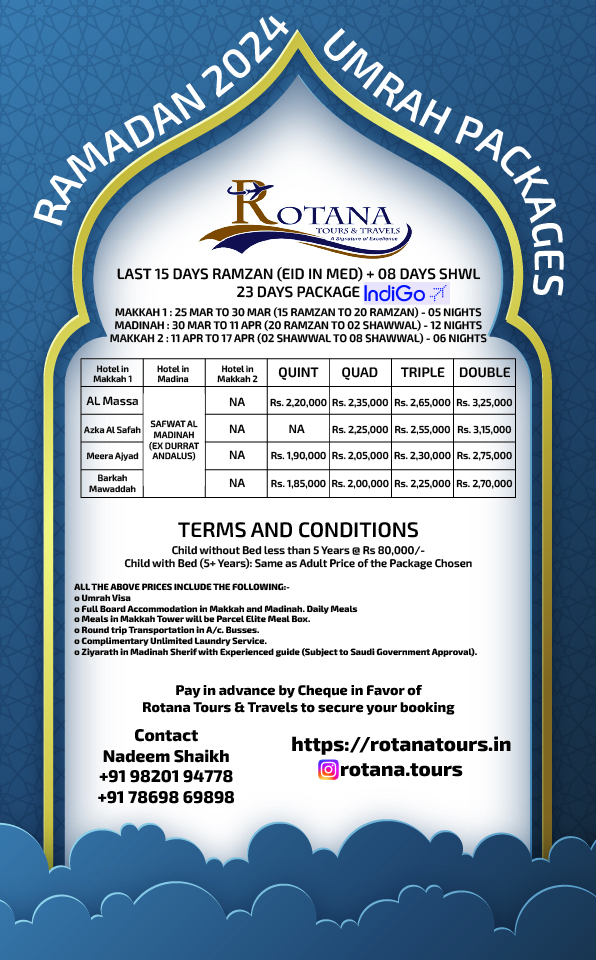 RAMADAN 2024 UMRAH PACKAGES
ROTANA
TOURS & TRAVELS
A Signature of Excellence
LAST 15 DAYS RAMZAN (EID IN MED) + 08 DAYS SHWL
23 DAYS PACKAGE IndiGo
MAKKAH 1 : 25 MAR TO 30 MAR (15 RAMZAN TO 20 RAMZAN) - 05 NIGHTS
MADINAH : 30 MAR TO 11 APR (20 RAMZAN TO 02 SHAWWAL) - 12 NIGHTS
MAKKAH 2 : 11 APR TO 17 APR (02 SHAWWAL TO 08 SHAWWAL) - 06 NIGHTS
Hotel in Makkah 1 Hotel in Madina Hotel in Makkah 2 QUINT QUAD TRIPLE DOUBLE
AL Massa NA Rs. 2,20,000 Rs. 2,35,000 Rs. 2,65,000 Rs. 3,25,000
SAFWAT AL MADINAH (EX DURRAT ANDALUS)
Azka Al Safah NA NA Rs. 2,25,000 Rs. 2,55,000 Rs. 3,15,000
Meera Ajyad NA Rs. 1,90,000 Rs. 2,05,000 Rs. 2,30,000 Rs. 2,75,000
Barkah Mawaddah NA Rs. 1,85,000 Rs. 2,00,000 Rs. 2,25,000 Rs. 2,70,000
TERMS AND CONDITIONS
Child without Bed less than 5 Years @ Rs 80,000/-
Child with Bed (5+ Years): Same as Adult Price of the Package Chosen
ALL THE ABOVE PRICES INCLUDE THE FOLLOWING:-
o Umrah Visa
o Full Board Accommodation in Makkah and Madinah. Daily Meals
o Meals in Makkah Tower will be Parcel Elite Meal Box.
o Round trip Transportation in A/c. Busses.
o Complimentary Unlimited Laundry Service.
o Ziyarath in Madinah Sherif with Experienced guide (Subject to Saudi Government Approval).
Pay in advance by Cheque in Favor of
Rotana Tours & Travels to secure your booking
Contact
Nadeem Shaikh
+91 98201 94778
+91 78698 69898
https://rotanatours.in
rotana.tours